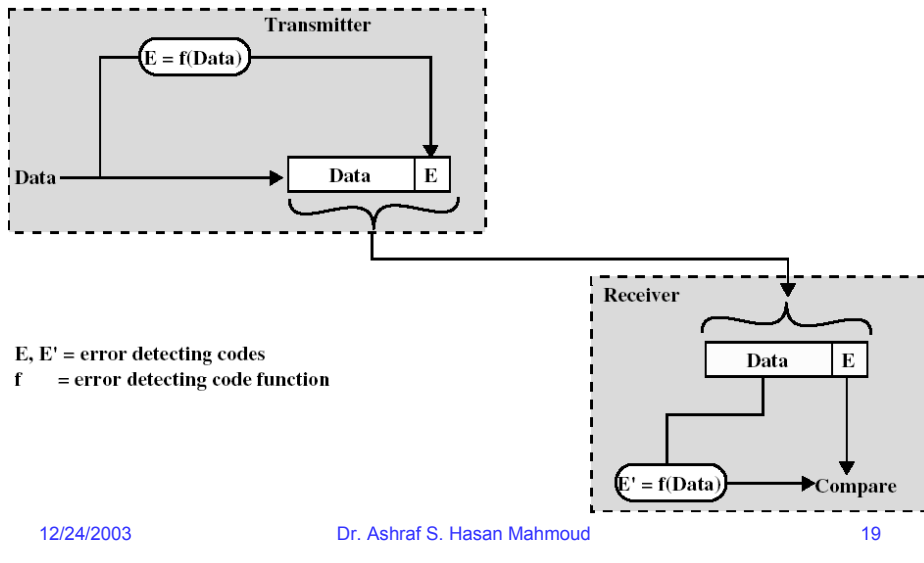 Transmitter
E = f(Data)
Data
Data E
Receiver
Data E
E' = f(Data)
Compare
E, E' = error detecting codes
f = error detecting code function
12/24/2003 Dr. Ashraf S. Hasan Mahmoud 19